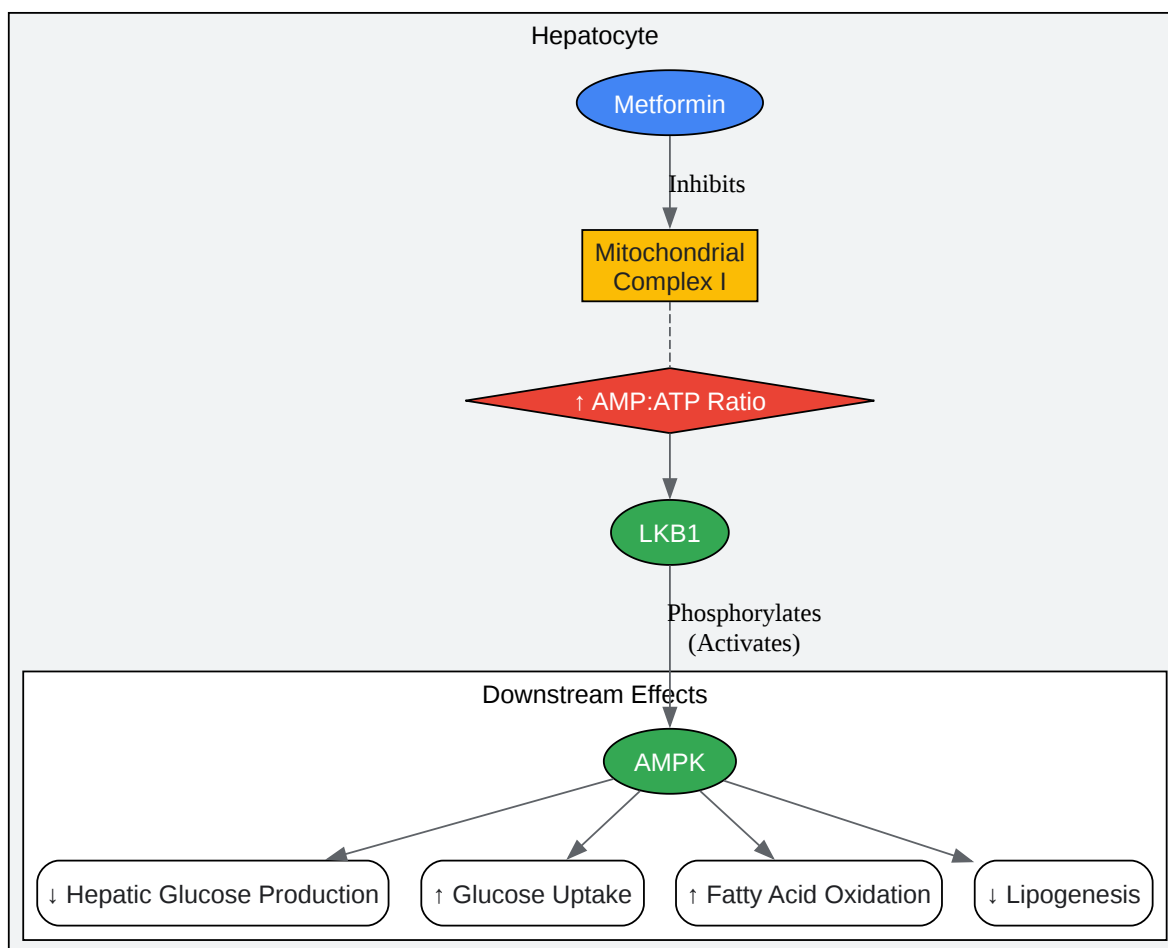 Hepatocyte
Metformin
Inhibits
Mitochondrial
Complex I
↑ AMP:ATP Ratio
LKB1
Phosphorylates
(Activates)
Downstream Effects
AMPK
↓ Hepatic Glucose Production
↑ Glucose Uptake
↑ Fatty Acid Oxidation
↓ Lipogenesis